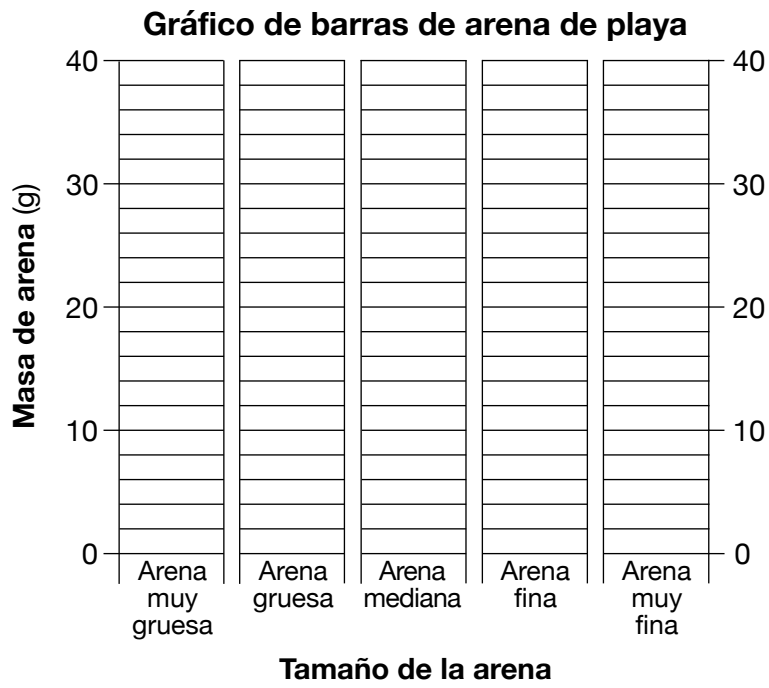 Gráfico de barras de arena de playa
Masa de arena (g)
40
30
20
10
0
40
30
20
10
0
Arena
muy
gruesa
Arena
gruesa
Arena
mediana
Arena
fina
Arena
muy
fina
Tamaño de la arena